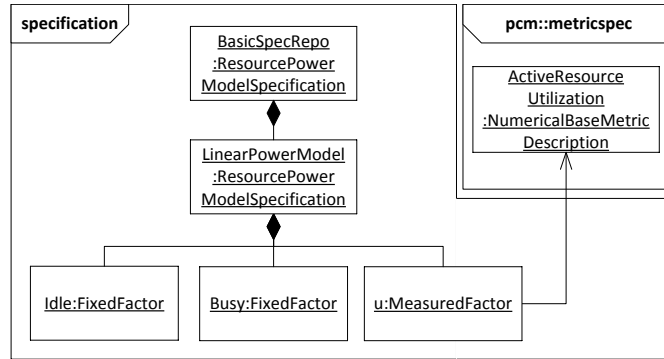 specification
BasicSpecRepo
:ResourcePower
ModelSpecification
LinearPowerModel
:ResourcePower
ModelSpecification
Idle:FixedFactor
Busy:FixedFactor
u:MeasuredFactor
pcm::metricspec
ActiveResource
Utilization
:NumericalBaseMetric
Description